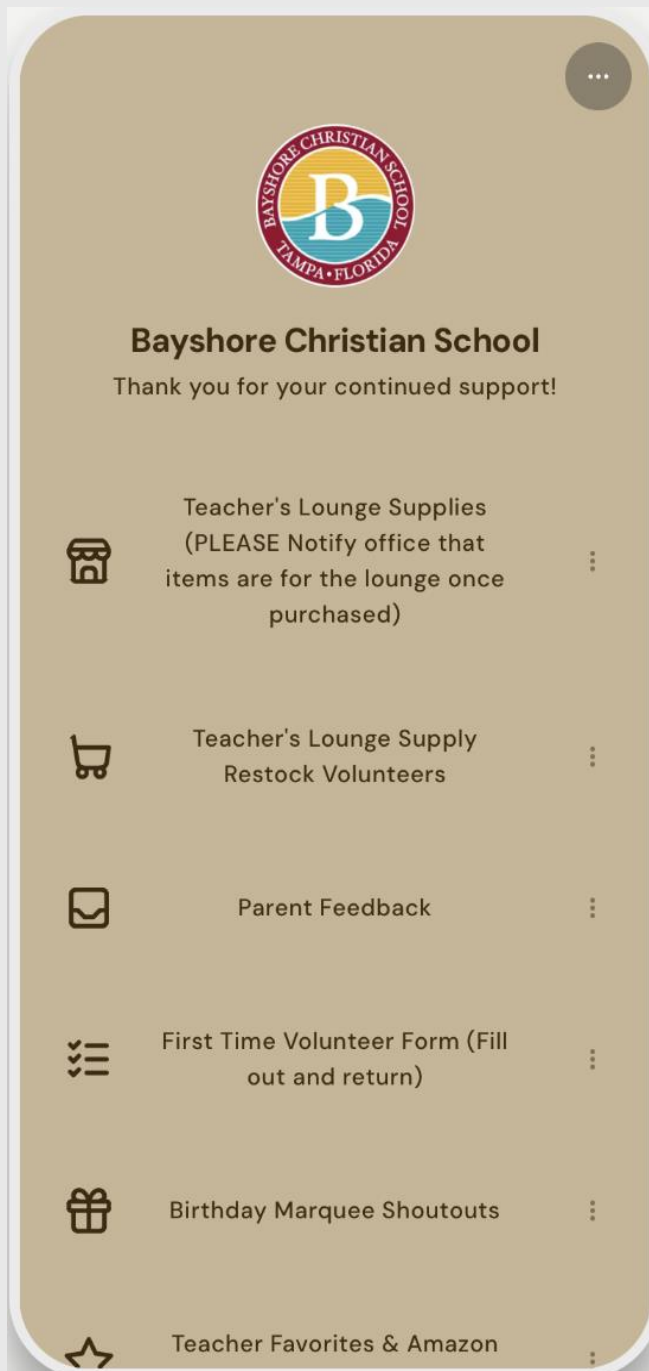 BAYSHORE CHRISTIAN SCHOOL
B
TAMPA • FLORIDA
Bayshore Christian School
Thank you for your continued support!
Teacher's Lounge Supplies
(PLEASE Notify office that
items are for the lounge once
purchased)
Teacher's Lounge Supply
Restock Volunteers
Parent Feedback
First Time Volunteer Form (Fill
out and return)
Birthday Marquee Shoutouts
Teacher Favorites & Amazon